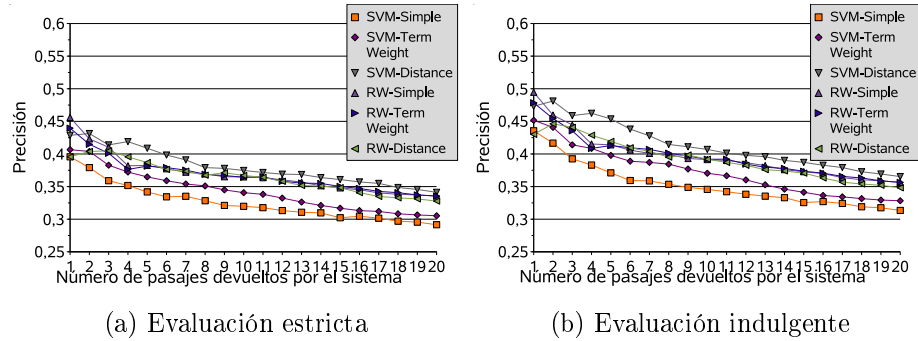 0,6
0,55
0,5
0,45
0,4
0,35
0,3
0,25
Precisión
1 2 3 4 5 6 7 8 9 10 11 12 13 14 15 16 17 18 19 20
Número de pasajes devueltos por el sistema
SVM-Simple
SVM-Term
Weight
SVM-Distance
RW-Simple
RW-Term
Weight
RW-Distance
(a) Evaluación estricta
0,6
0,55
0,5
0,45
0,4
0,35
0,3
0,25
Precisión
1 2 3 4 5 6 7 8 9 10 11 12 13 14 15 16 17 18 19 20
Número de pasajes devueltos por el sistema
SVM-Simple
SVM-Term
Weight
SVM-Distance
RW-Simple
RW-Term
Weight
RW-Distance
(b) Evaluación indulgente